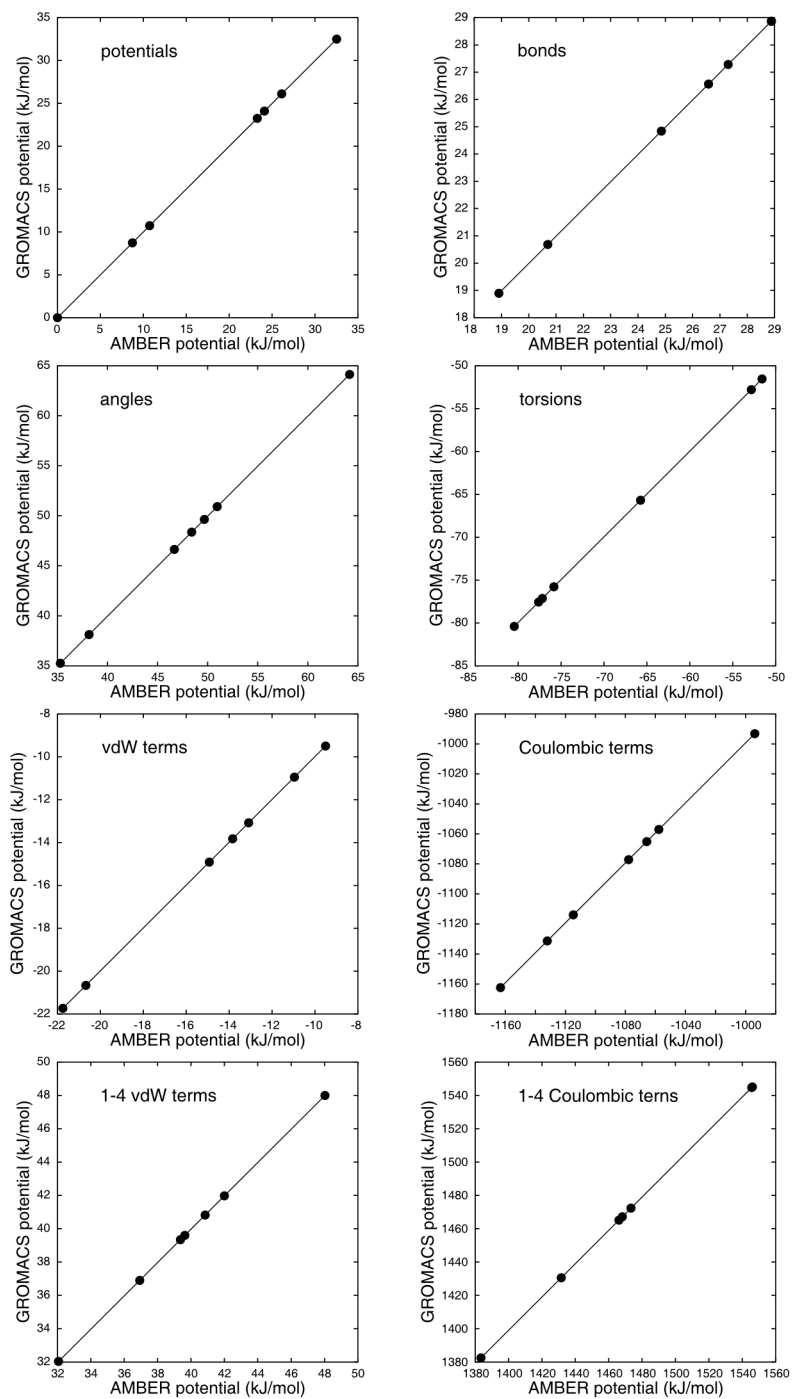 potentials
GROMACS potential (kJ/mol)
35
30
25
20
15
10
5
0
0 5 10 15 20 25 30 35
AMBER potential (kJ/mol)
bonds
GROMACS potential (kJ/mol)
29
28
27
26
25
24
23
22
21
20
19
18
18 19 20 21 22 23 24 25 26 27 28 29
AMBER potential (kJ/mol)
angles
GROMACS potential (kJ/mol)
65
60
55
50
45
40
35
35 40 45 50 55 60 65
AMBER potential (kJ/mol)
torsions
GROMACS potential (kJ/mol)
-50
-55
-60
-65
-70
-75
-80
-85
-85 -80 -75 -70 -65 -60 -55 -50
AMBER potential (kJ/mol)
vdW terms
GROMACS potential (kJ/mol)
-8
-10
-12
-14
-16
-18
-20
-22
-22 -20 -18 -16 -14 -12 -10 -8
AMBER potential (kJ/mol)
Coulombic terms
GROMACS potential (kJ/mol)
-980
-1000
-1020
-1040
-1060
-1080
-1100
-1120
-1140
-1160
-1180
-1160 -1120 -1080 -1040 -1000
AMBER potential (kJ/mol)
1-4 vdW terms
GROMACS potential (kJ/mol)
50
48
46
44
42
40
38
36
34
32
32 34 36 38 40 42 44 46 48 50
AMBER potential (kJ/mol)
1-4 Coulombic terns
GROMACS potential (kJ/mol)
1560
1540
1520
1500
1480
1460
1440
1420
1400
1380
1380 1400 1420 1440 1460 1480 1500 1520 1540 1560
AMBER potential (kJ/mol)